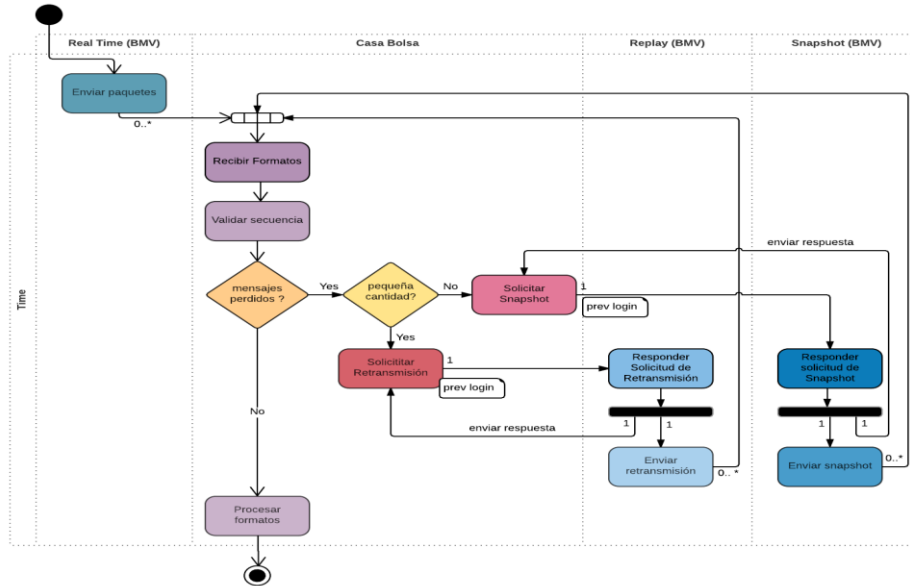 Real Time (BMV)
Casa Bolsa
Replay (BMV)
Snapshot (BMV)
Time
Enviar paquetes
0..*
Recibir Formatos
Validar secuencia
enviar respuesta
mensajes
perdidos ?
Yes
pequeña
cantidad?
No
Solicitar
Snapshot
1
prev login
Yes
Solicititar
Retransmisión
1
prev login
Responder
Solicitud de
Retransmisión
Responder
solicitud de
Snapshot
No
enviar respuesta
1
1
1
1
Enviar
retransmisión
0.. *
Enviar snapshot
0..*
Procesar
formatos